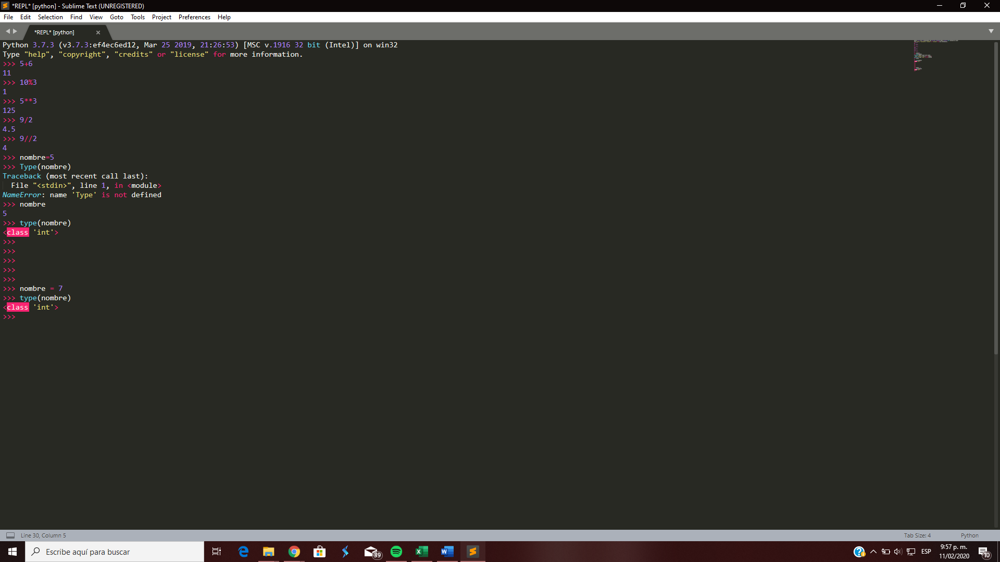 *REPL* [python] - Sublime Text (UNREGISTERED)
File Edit Selection Find View Goto Tools Project Preferences Help
*REPL* [python]
Python 3.7.3 (v3.7.3:ef4ec6ed12, Mar 25 2019, 21:26:53) [MSC v.1916 32 bit (Intel)] on win32
Type "help", "copyright", "credits" or "license" for more information.
>>> 5+6
11
>>> 10%3
1
>>> 5**3
125
>>> 9/2
4.5
>>> 9//2
4
>>> nombre=5
>>> Type(nombre)
Traceback (most recent call last):
  File "<stdin>", line 1, in <module>
NameError: name 'Type' is not defined
>>> nombre
5
>>> type(nombre)
<class 'int'>
>>>
>>>
>>>
>>>
>>>
>>> nombre = 7
>>> type(nombre)
<class 'int'>
>>>
Line 30, Column 5 Tab Size: 4 Python
Escribe aquí para buscar
39
ESP
9:57 p. m.
11/02/2020
10